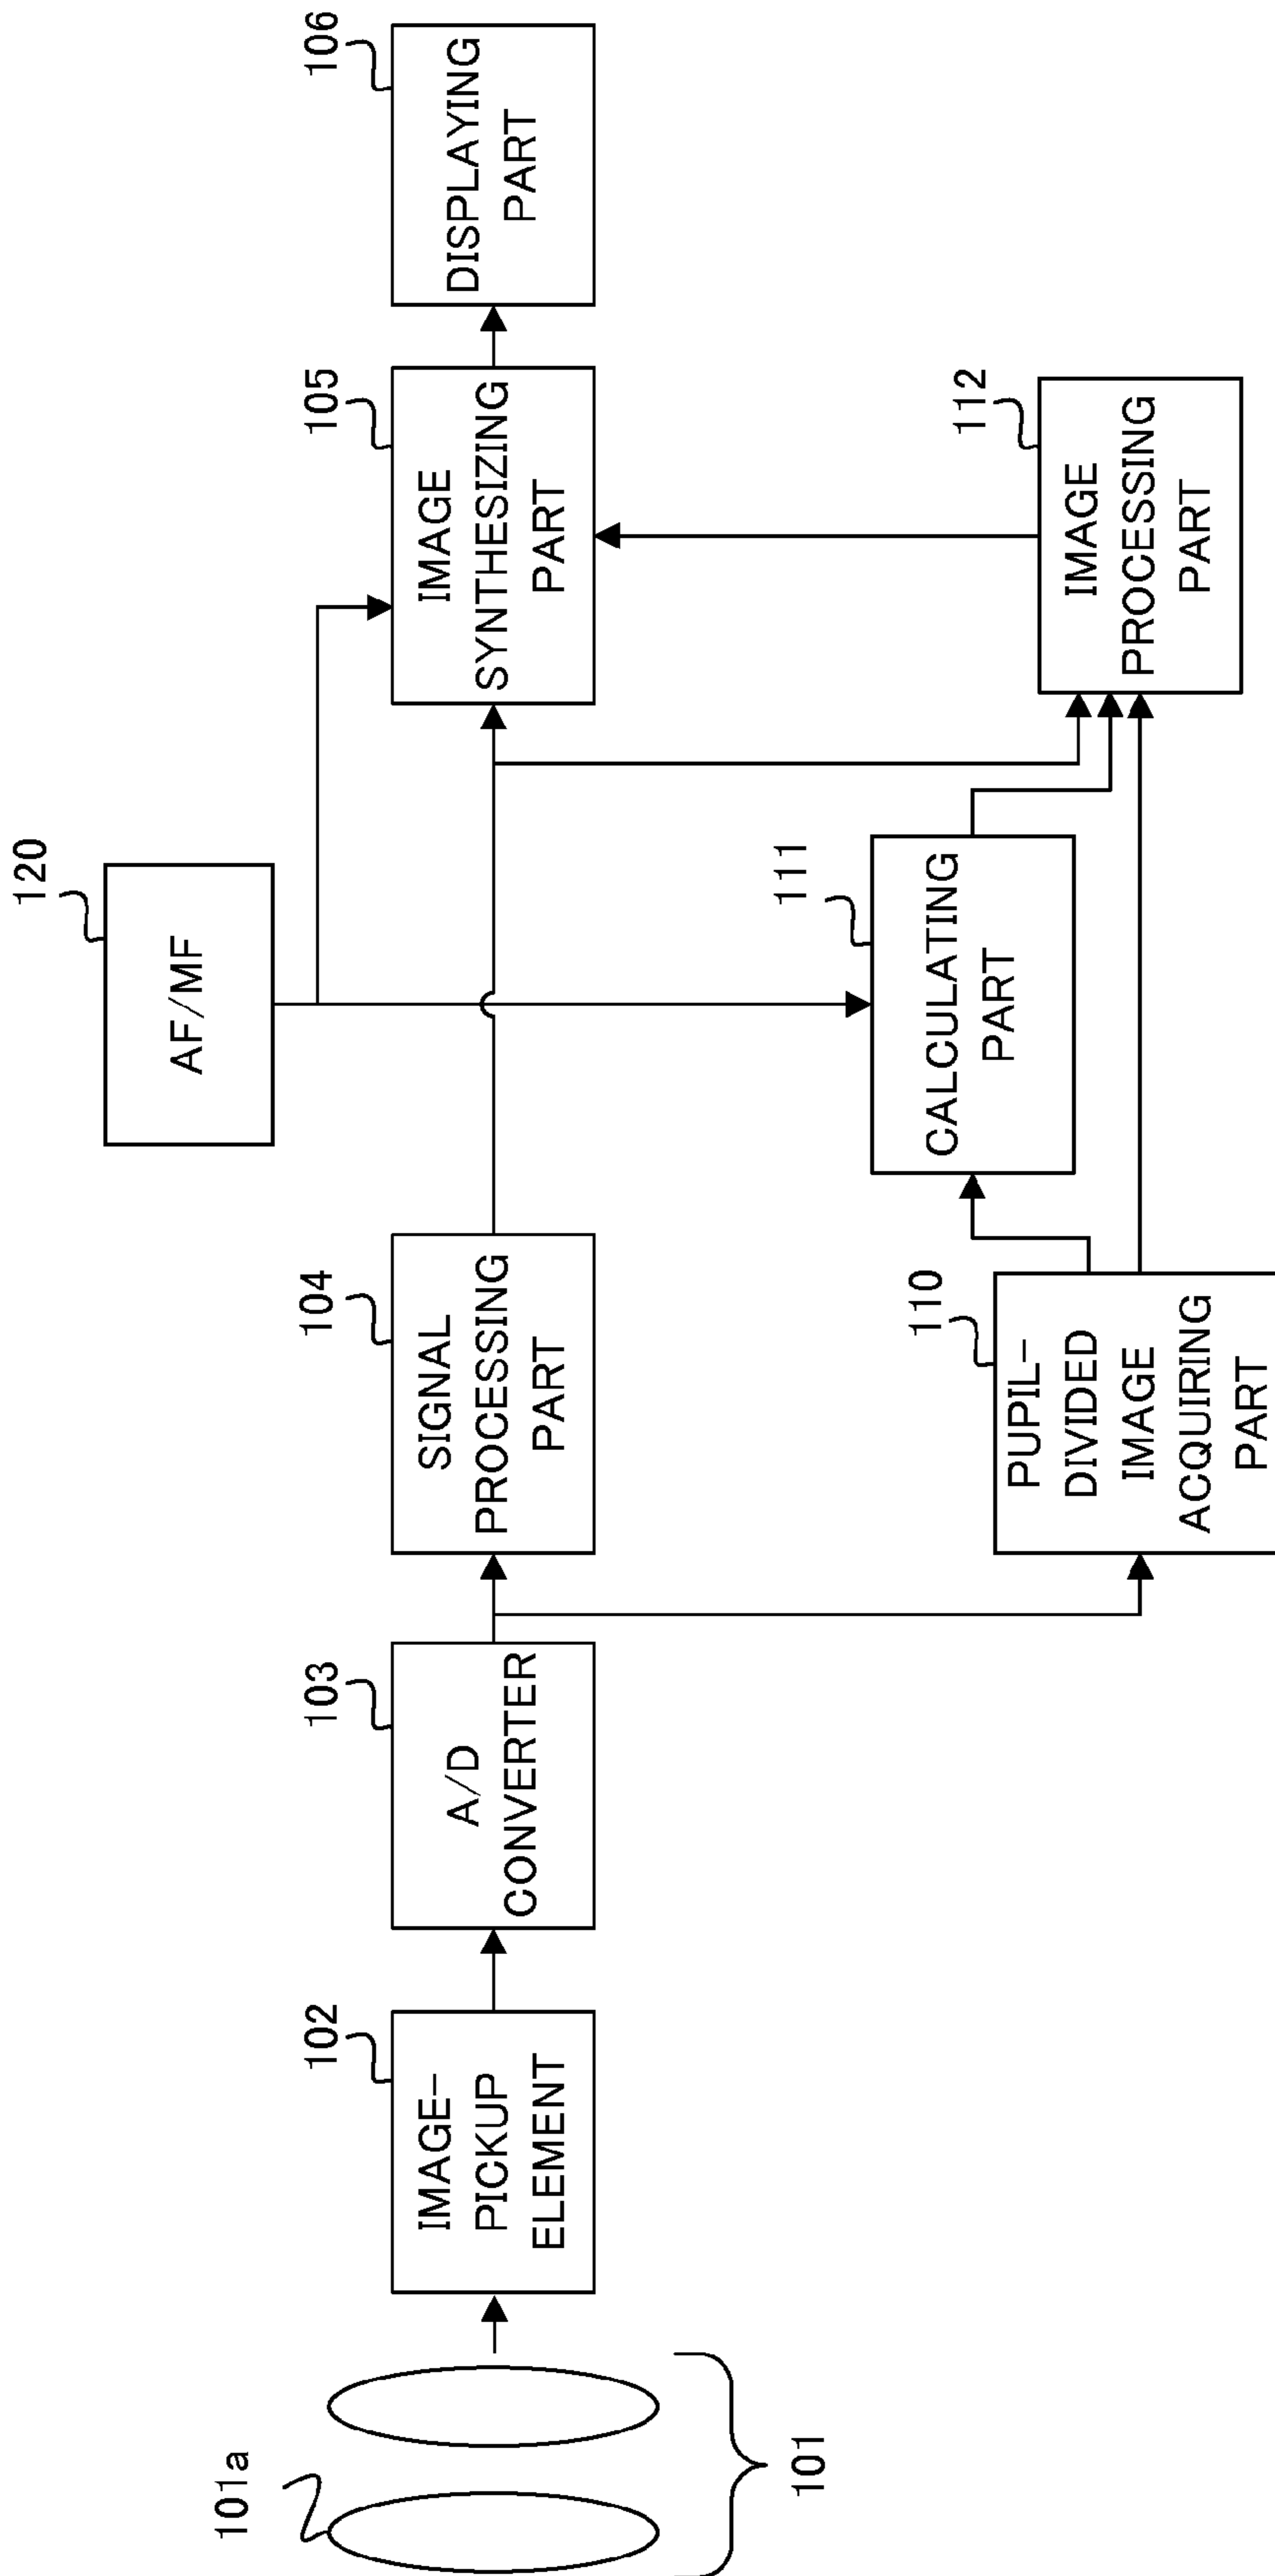 120
AF/MF
101a
101
102
IMAGE-
PICKUP
ELEMENT
103
A/D
CONVERTER
104
SIGNAL
PROCESSING
PART
105
IMAGE
SYNTHESIZING
PART
106
DISPLAYING
PART
110
PUPIL-
DIVIDED
IMAGE
ACQUIRING
PART
111
CALCULATING
PART
112
IMAGE
PROCESSING
PART